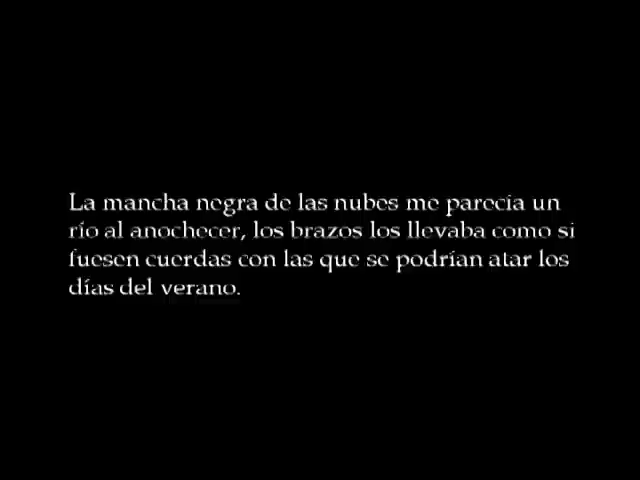 La mancha negra de las nubes me parecía un
río al anochecer, los brazos los llevaba como si
fuesen cuerdas con las que se podrían atar los
días del verano.